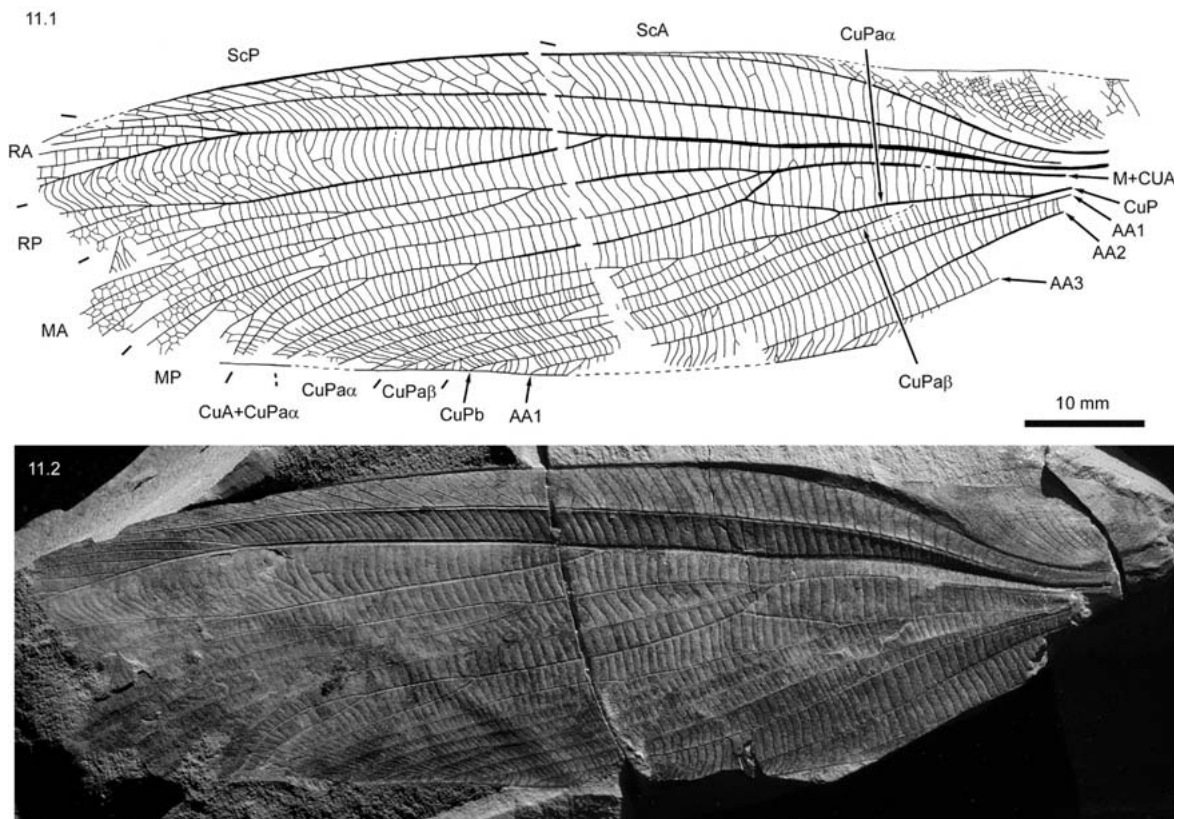 11.1
ScP
ScA
CuPaα
RA
M+CUA
CuP
AA1
AA2
AA3
RP
MA
MP
CuA+CuPaα
CuPaα
CuPaβ
CuPb
AA1
CuPaβ
10 mm
11.2